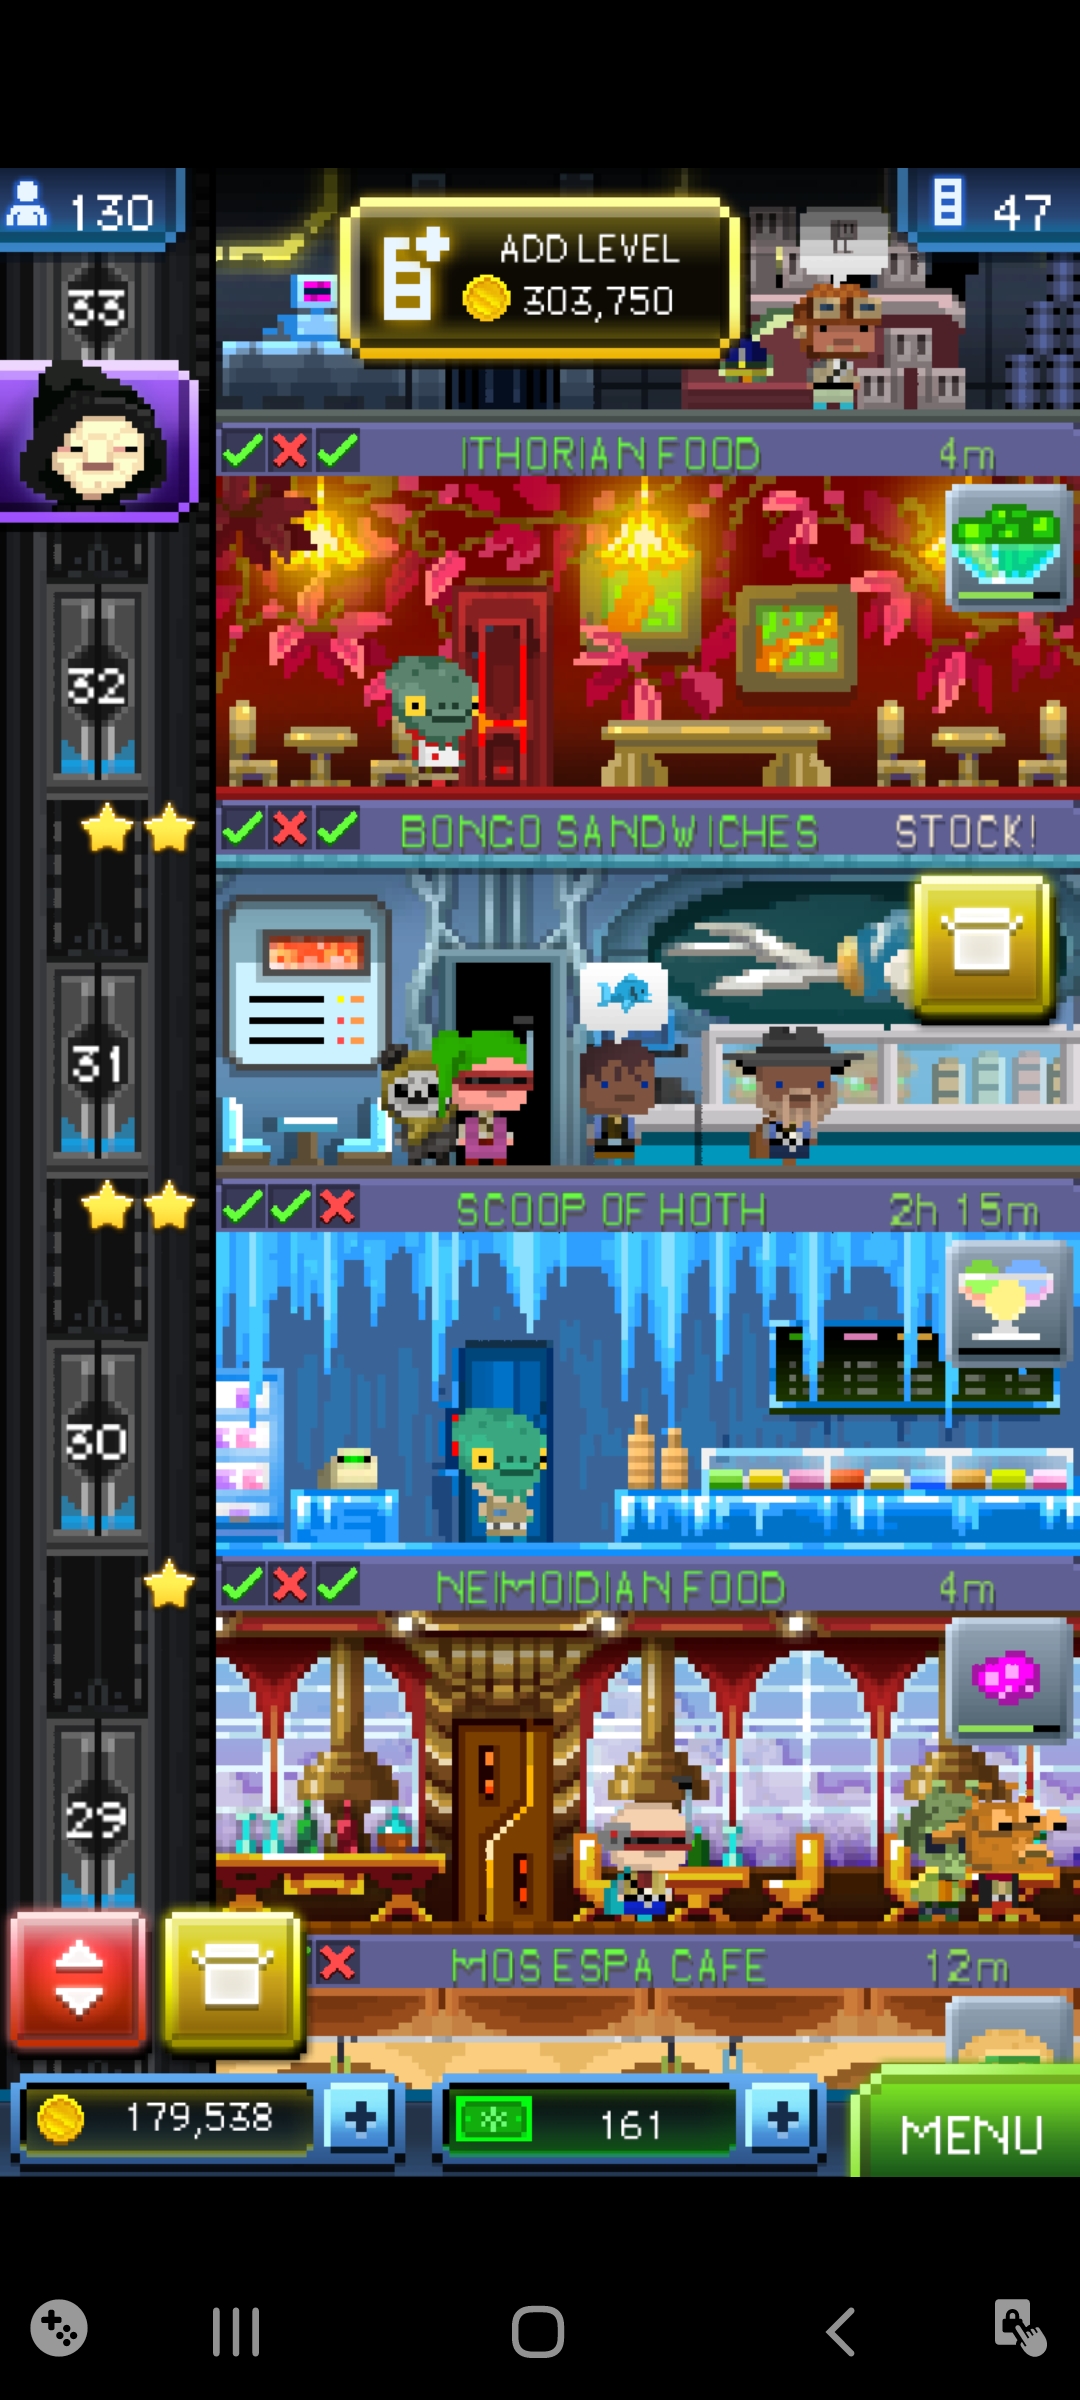 130
47
ADD LEVEL
303,750
33
ITHORIAN FOOD 4m
32
BONGO SANDWICHES STOCK!
31
SCOOP OF HOTH 2h 15m
30
NEIMOIDIAN FOOD 4m
29
MOS ESPA CAFE 12m
179,538
161
MENU